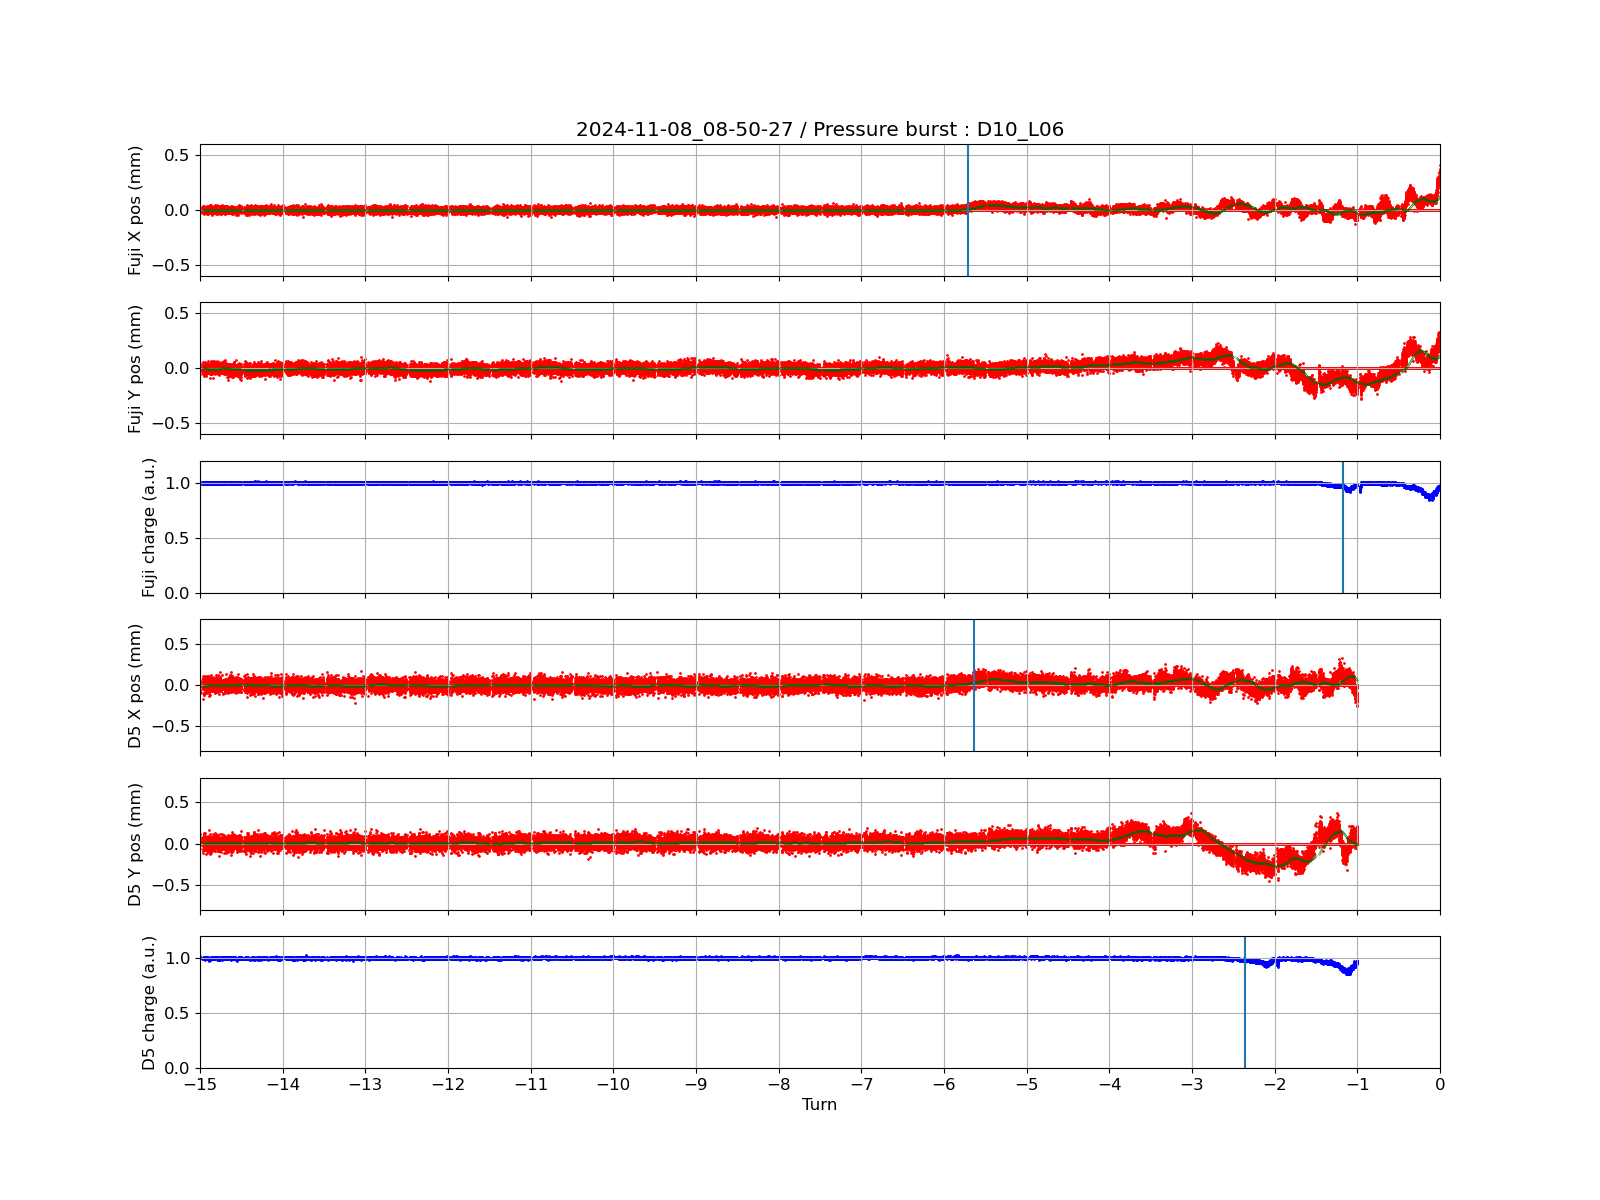 2024-11-08_08-50-27 / Pressure burst : D10_L06
Fuji X pos (mm)
0.5
0.0
−0.5
Fuji Y pos (mm)
0.5
0.0
−0.5
Fuji charge (a.u.)
1.0
0.5
0.0
D5 X pos (mm)
0.5
0.0
−0.5
D5 Y pos (mm)
0.5
0.0
−0.5
D5 charge (a.u.)
1.0
0.5
0.0
−15 −14 −13 −12 −11 −10 −9 −8 −7 −6 −5 −4 −3 −2 −1 0
Turn